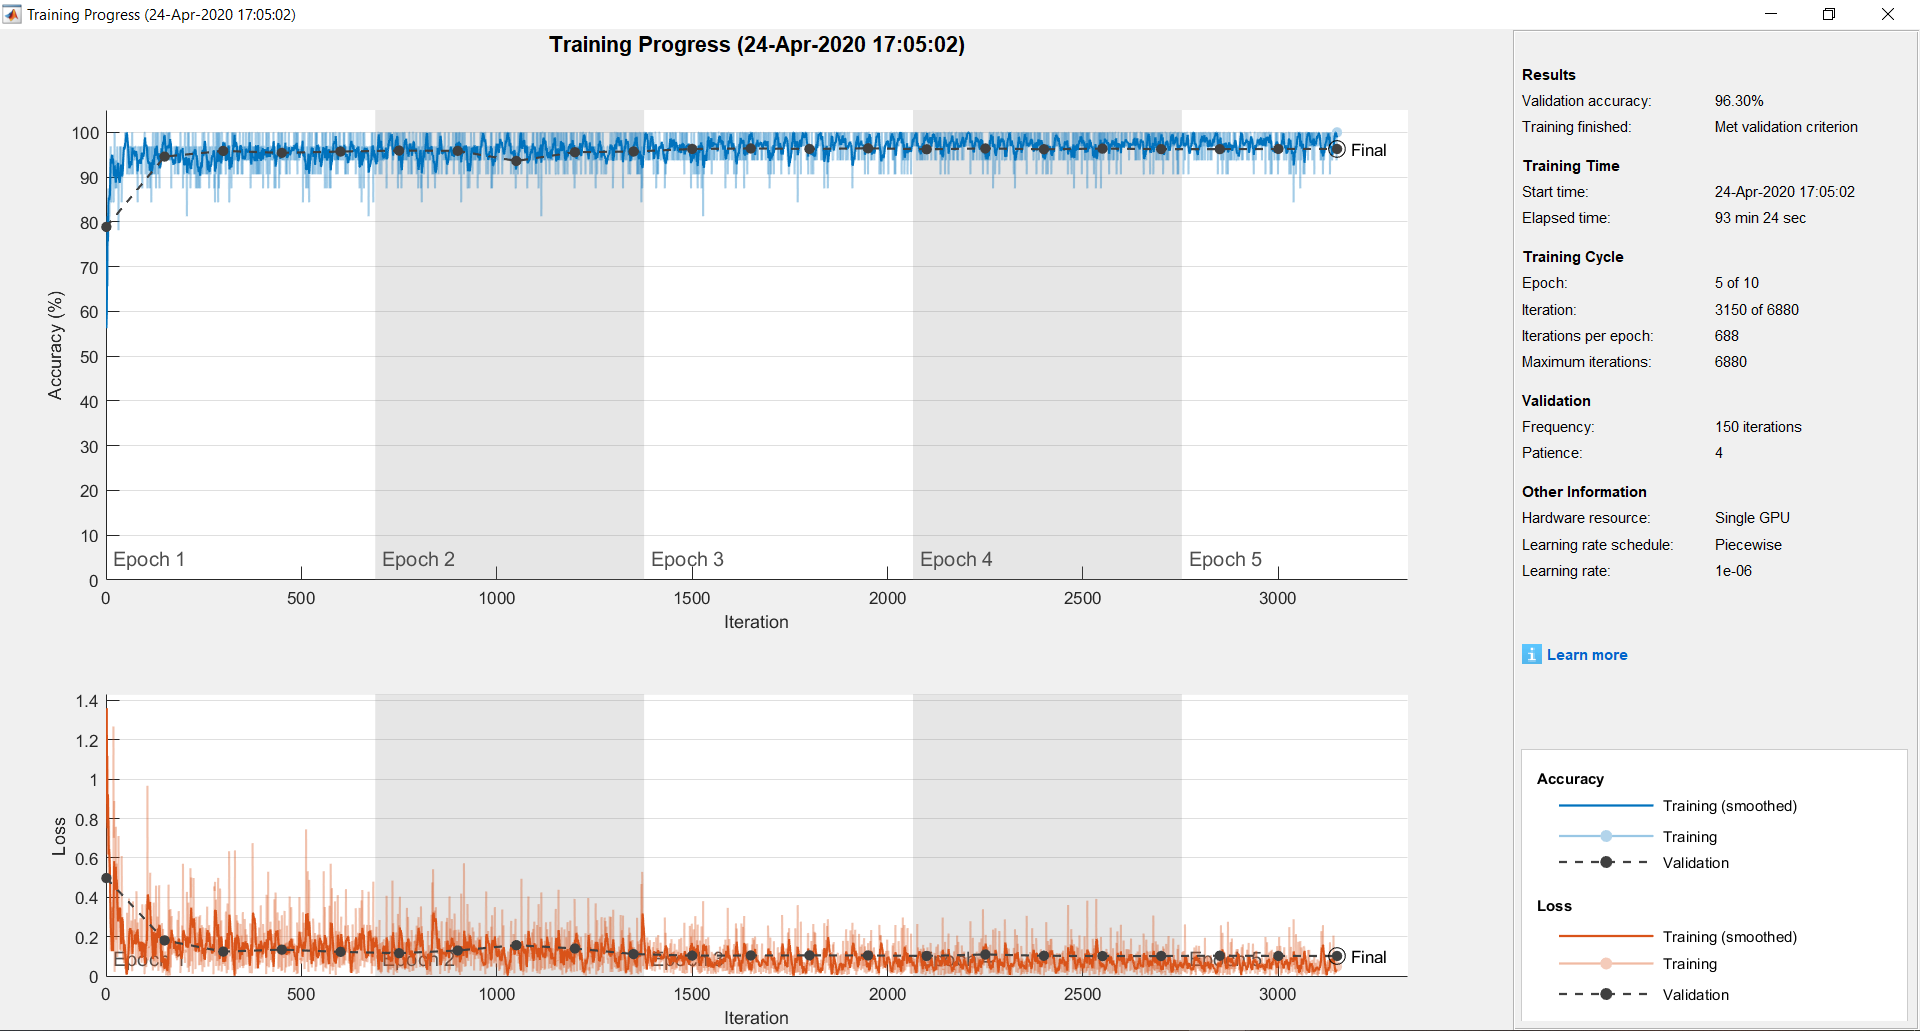 Training Progress (24-Apr-2020 17:05:02)
Training Progress (24-Apr-2020 17:05:02)
100
90
80
70
60
50
40
30
20
10
0
Accuracy (%)
Final
Epoch 1 Epoch 2 Epoch 3 Epoch 4 Epoch 5
0 500 1000 1500 2000 2500 3000
Iteration
1.4
1.2
1
0.8
0.6
0.4
0.2
0
Loss
Final
Epoch Epoch 2 Epoch 3
0 500 1000 1500 2000 2500 3000
Iteration
Results
Validation accuracy: 96.30%
Training finished: Met validation criterion
Training Time
Start time: 24-Apr-2020 17:05:02
Elapsed time: 93 min 24 sec
Training Cycle
Epoch: 5 of 10
Iteration: 3150 of 6880
Iterations per epoch: 688
Maximum iterations: 6880
Validation
Frequency: 150 iterations
Patience: 4
Other Information
Hardware resource: Single GPU
Learning rate schedule: Piecewise
Learning rate: 1e-06
i Learn more
Accuracy
Training (smoothed)
Training
Validation
Loss
Training (smoothed)
Training
Validation